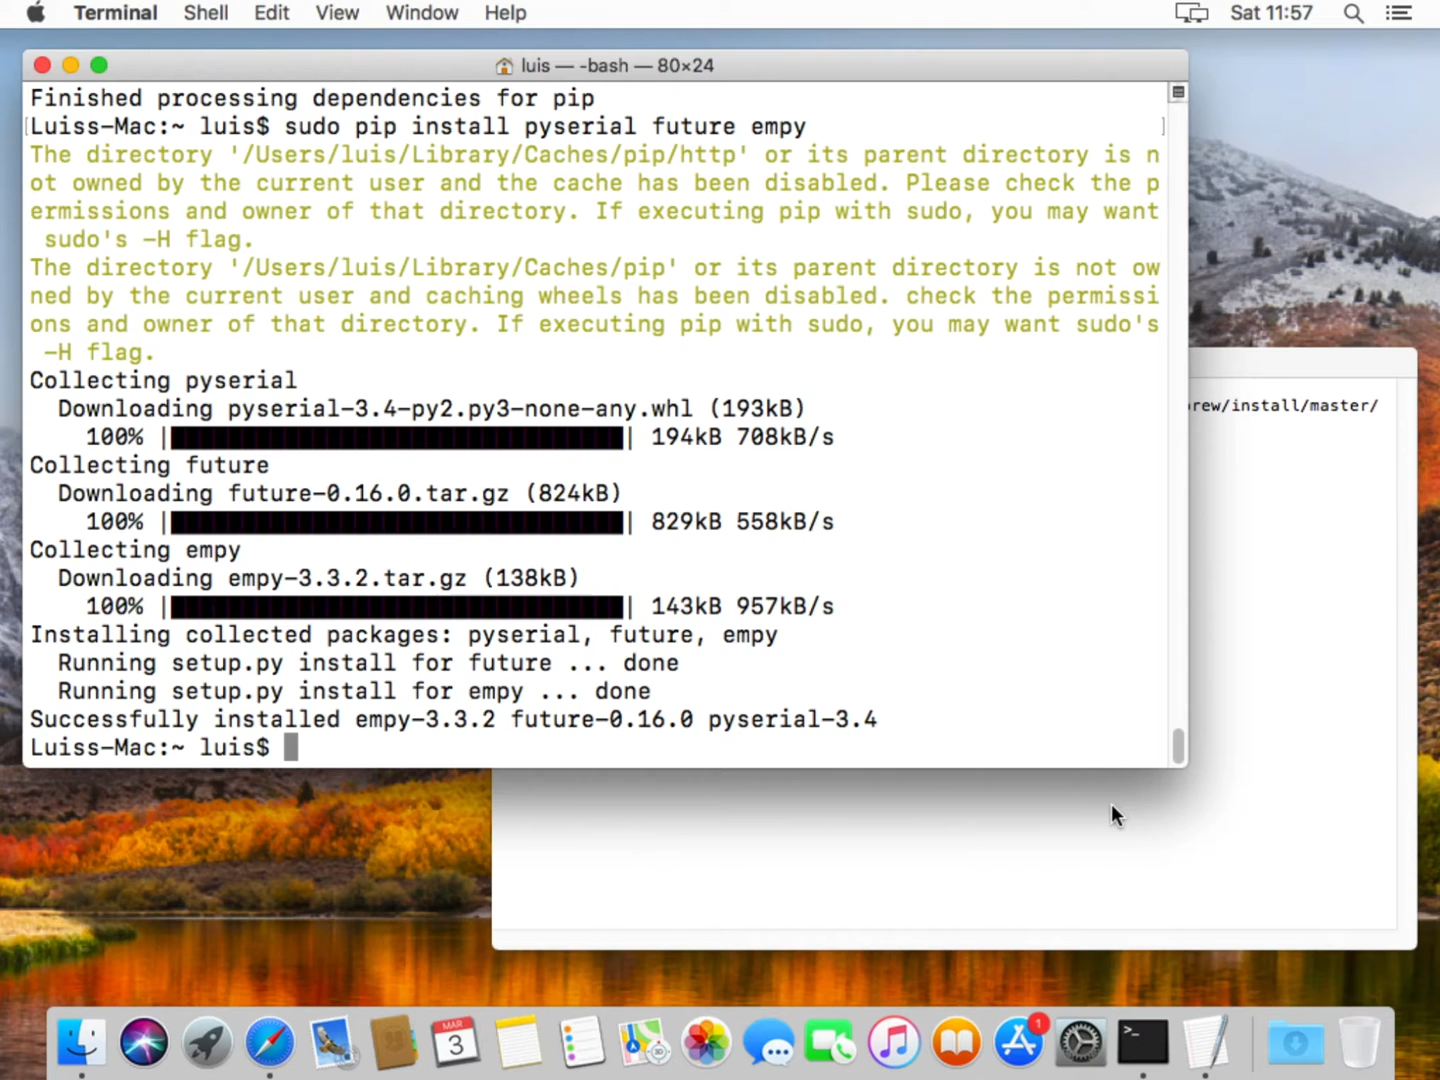 Terminal Shell Edit View Window Help Sat 11:57
luis — -bash — 80×24
Finished processing dependencies for pip
[Luiss-Mac:~ luis$ sudo pip install pyserial future empy ]
The directory '/Users/luis/Library/Caches/pip/http' or its parent directory is n
ot owned by the current user and the cache has been disabled. Please check the p
ermissions and owner of that directory. If executing pip with sudo, you may want
sudo's -H flag.
The directory '/Users/luis/Library/Caches/pip' or its parent directory is not ow
ned by the current user and caching wheels has been disabled. check the permissi
ons and owner of that directory. If executing pip with sudo, you may want sudo's
-H flag.
Collecting pyserial
Downloading pyserial-3.4-py2.py3-none-any.whl (193kB)
100% | | 194kB 708kB/s
Collecting future
Downloading future-0.16.0.tar.gz (824kB)
100% | | 829kB 558kB/s
Collecting empy
Downloading empy-3.3.2.tar.gz (138kB)
100% | | 143kB 957kB/s
Installing collected packages: pyserial, future, empy
Running setup.py install for future ... done
Running setup.py install for empy ... done
Successfully installed empy-3.3.2 future-0.16.0 pyserial-3.4
Luiss-Mac:~ luis$
rew/install/master/
MAR
3
3D
1
>_